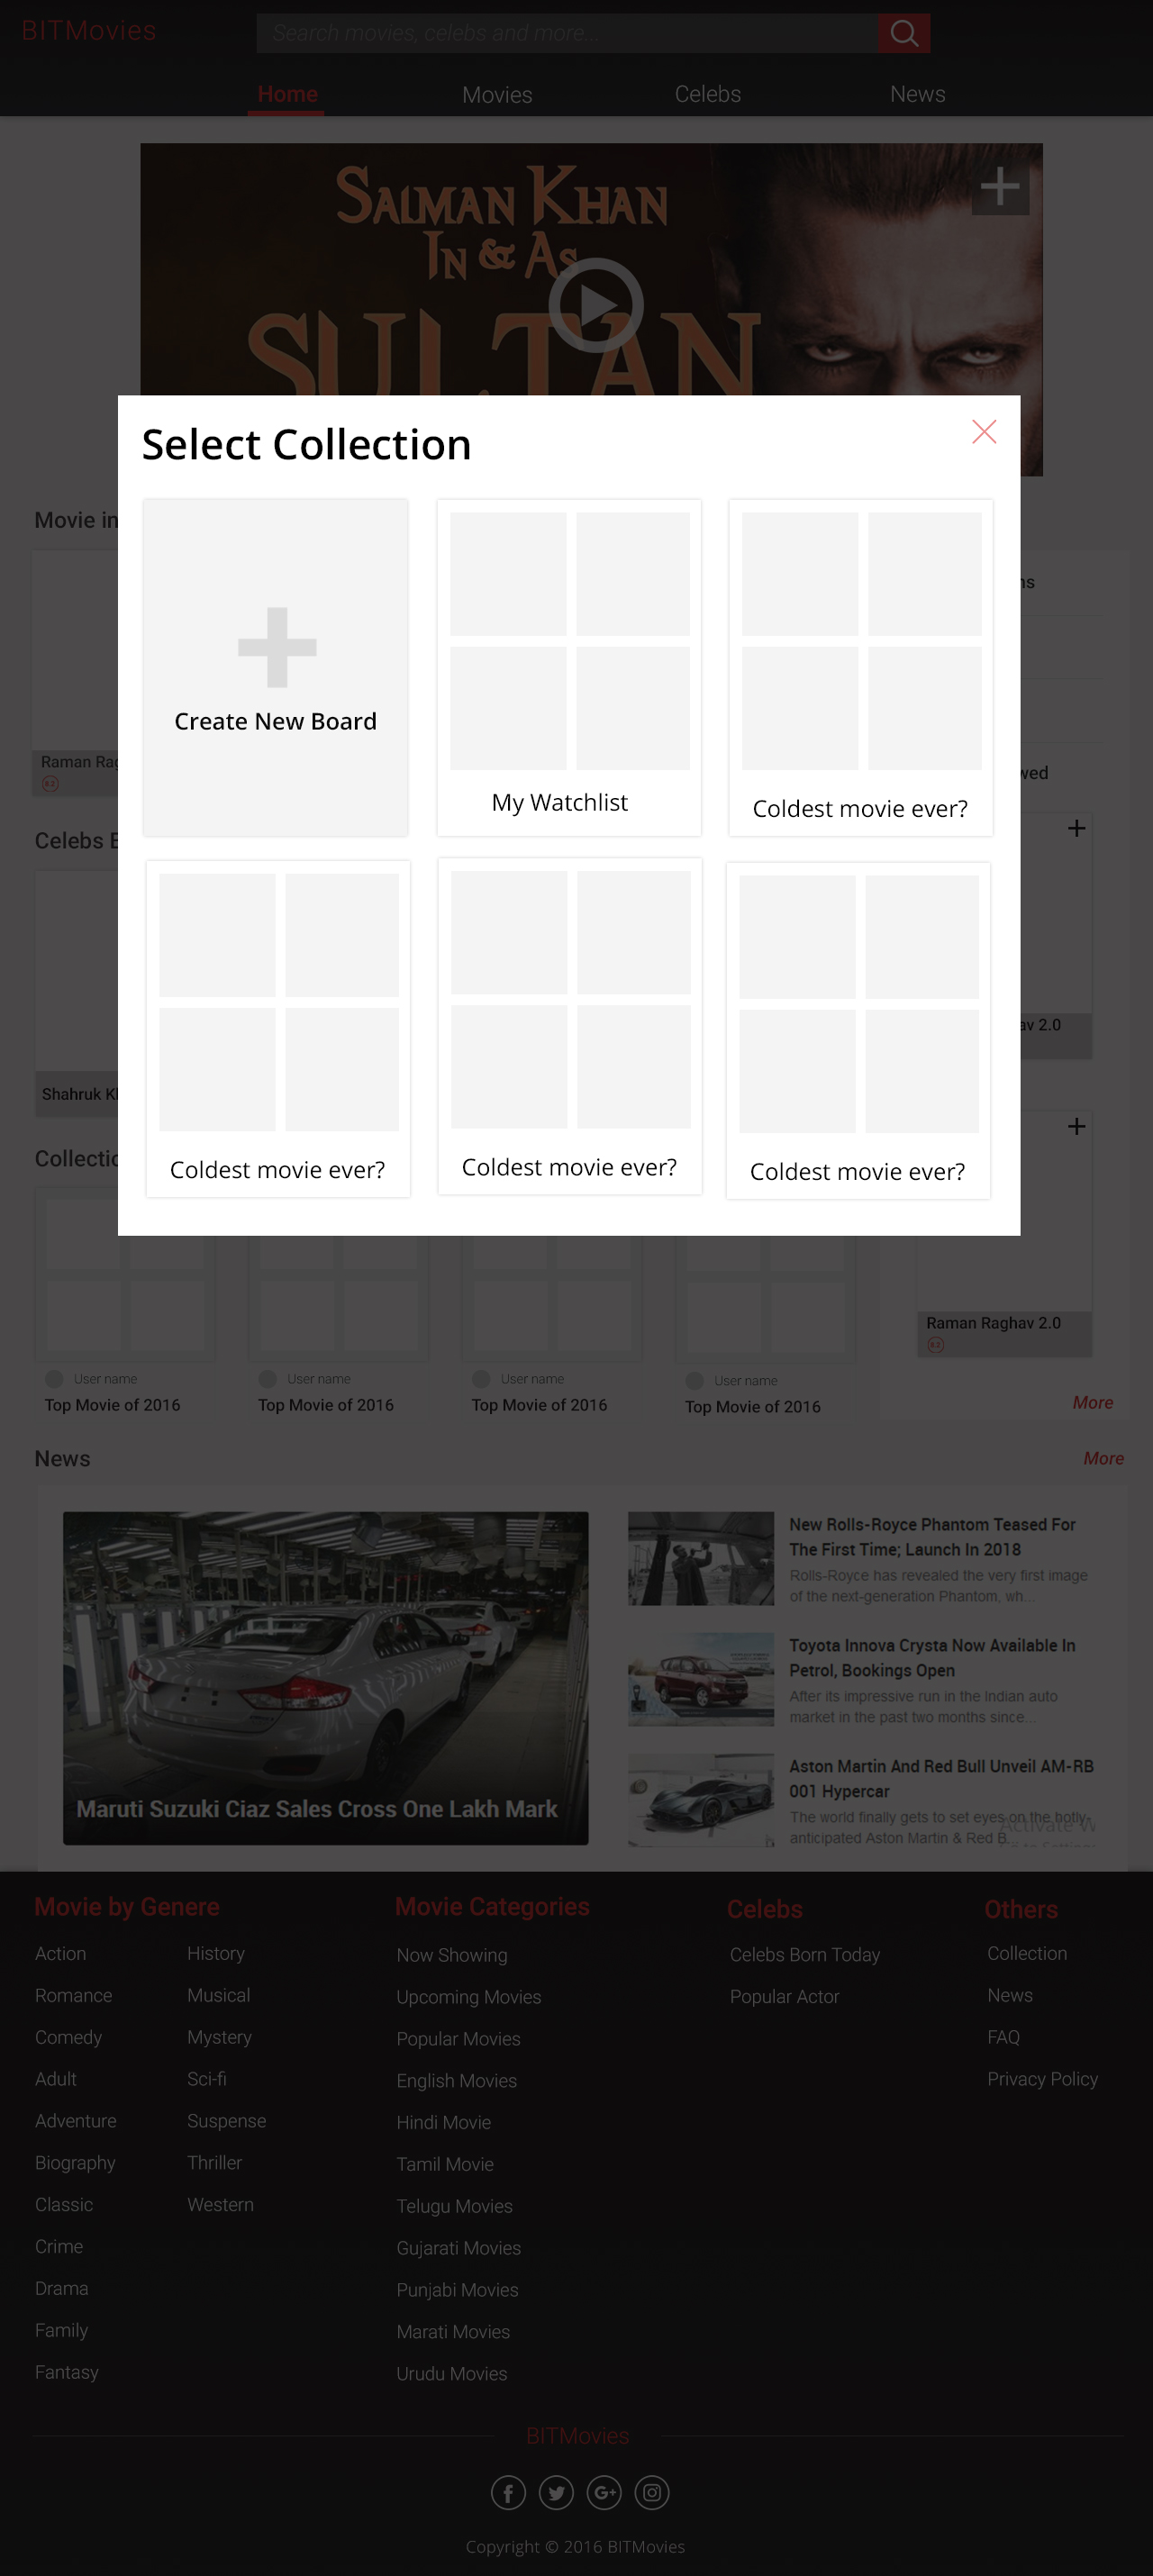 BITMovies
Search movies, celebs and more...
Home
Movies
Celebs
News
SALMAN KHAN
IN & AS
SULTAN
Select Collection
Create New Board
My Watchlist
Coldest movie ever?
Coldest movie ever?
Coldest movie ever?
Coldest movie ever?
Movie in
ns
Raman Rag
wed
Celebs B
av 2.0
Shahruk Kh
Collectio
Raman Raghav 2.0
User name
Top Movie of 2016
User name
Top Movie of 2016
User name
Top Movie of 2016
User name
Top Movie of 2016
More
News
More
Maruti Suzuki Ciaz Sales Cross One Lakh Mark
New Rolls-Royce Phantom Teased For
The First Time; Launch In 2018
Rolls-Royce has revealed the very first image
of the next-generation Phantom, wh...
Toyota Innova Crysta Now Available In
Petrol, Bookings Open
After its impressive run in the Indian auto
market in the past two months since...
Aston Martin And Red Bull Unveil AM-RB
001 Hypercar
The world finally gets to set eyes on the hotly
anticipated Aston Martin & Red B...
Activate W
Movie by Genere
Action
Romance
Comedy
Adult
Adventure
Biography
Classic
Crime
Drama
Family
Fantasy
History
Musical
Mystery
Sci-fi
Suspense
Thriller
Western
Movie Categories
Now Showing
Upcoming Movies
Popular Movies
English Movies
Hindi Movie
Tamil Movie
Telugu Movies
Gujarati Movies
Punjabi Movies
Marati Movies
Urudu Movies
Celebs
Celebs Born Today
Popular Actor
Others
Collection
News
FAQ
Privacy Policy
BITMovies
Copyright © 2016 BITMovies